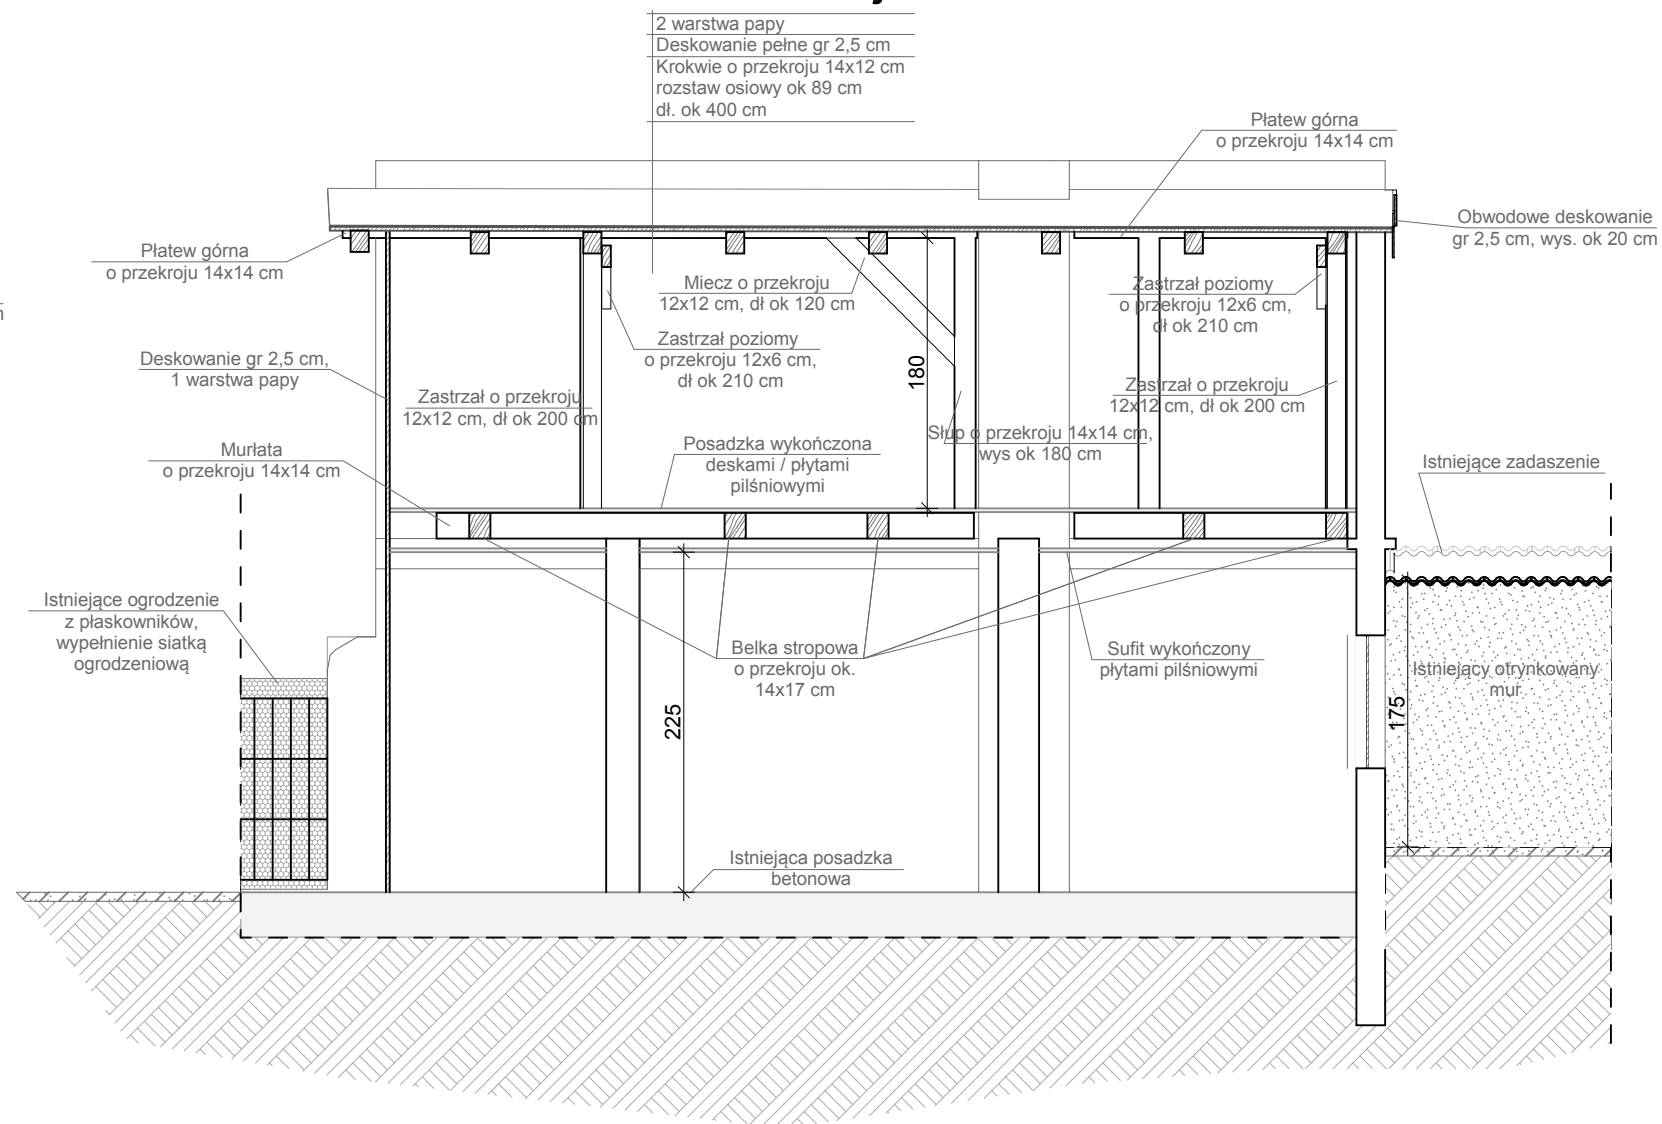 2 warstwa papy
Deskowanie pełne gr 2,5 cm
Krokwie o przekroju 14x12 cm
rozstaw osiowy ok 89 cm
dł. ok 400 cm
Płatew górna
o przekroju 14x14 cm
Obwodowe deskowanie
gr 2,5 cm, wys. ok 20 cm
Płatew górna
o przekroju 14x14 cm
Miecz o przekroju
12x12 cm, dł ok 120 cm
Zastrzał poziomy
o przekroju 12x6 cm,
dł ok 210 cm
Zastrzał poziomy
o przekroju 12x6 cm,
dł ok 210 cm
Deskowanie gr 2,5 cm,
1 warstwa papy
180
Zastrzał o przekroju
12x12 cm, dł ok 200 cm
Zastrzał o przekroju
12x12 cm, dł ok 200 cm
Murłata
o przekroju 14x14 cm
Posadzka wykończona
deskami / płytami
pilśniowymi
Słup o przekroju 14x14 cm,
wys ok 180 cm
Istniejące zadaszenie
Istniejące ogrodzenie
z płaskowników,
wypełnienie siatką
ogrodzeniową
Belka stropowa
o przekroju ok.
14x17 cm
Sufit wykończony
płytami pilśniowymi
Istniejący otrynkowany
mur
225
175
Istniejąca posadzka
betonowa